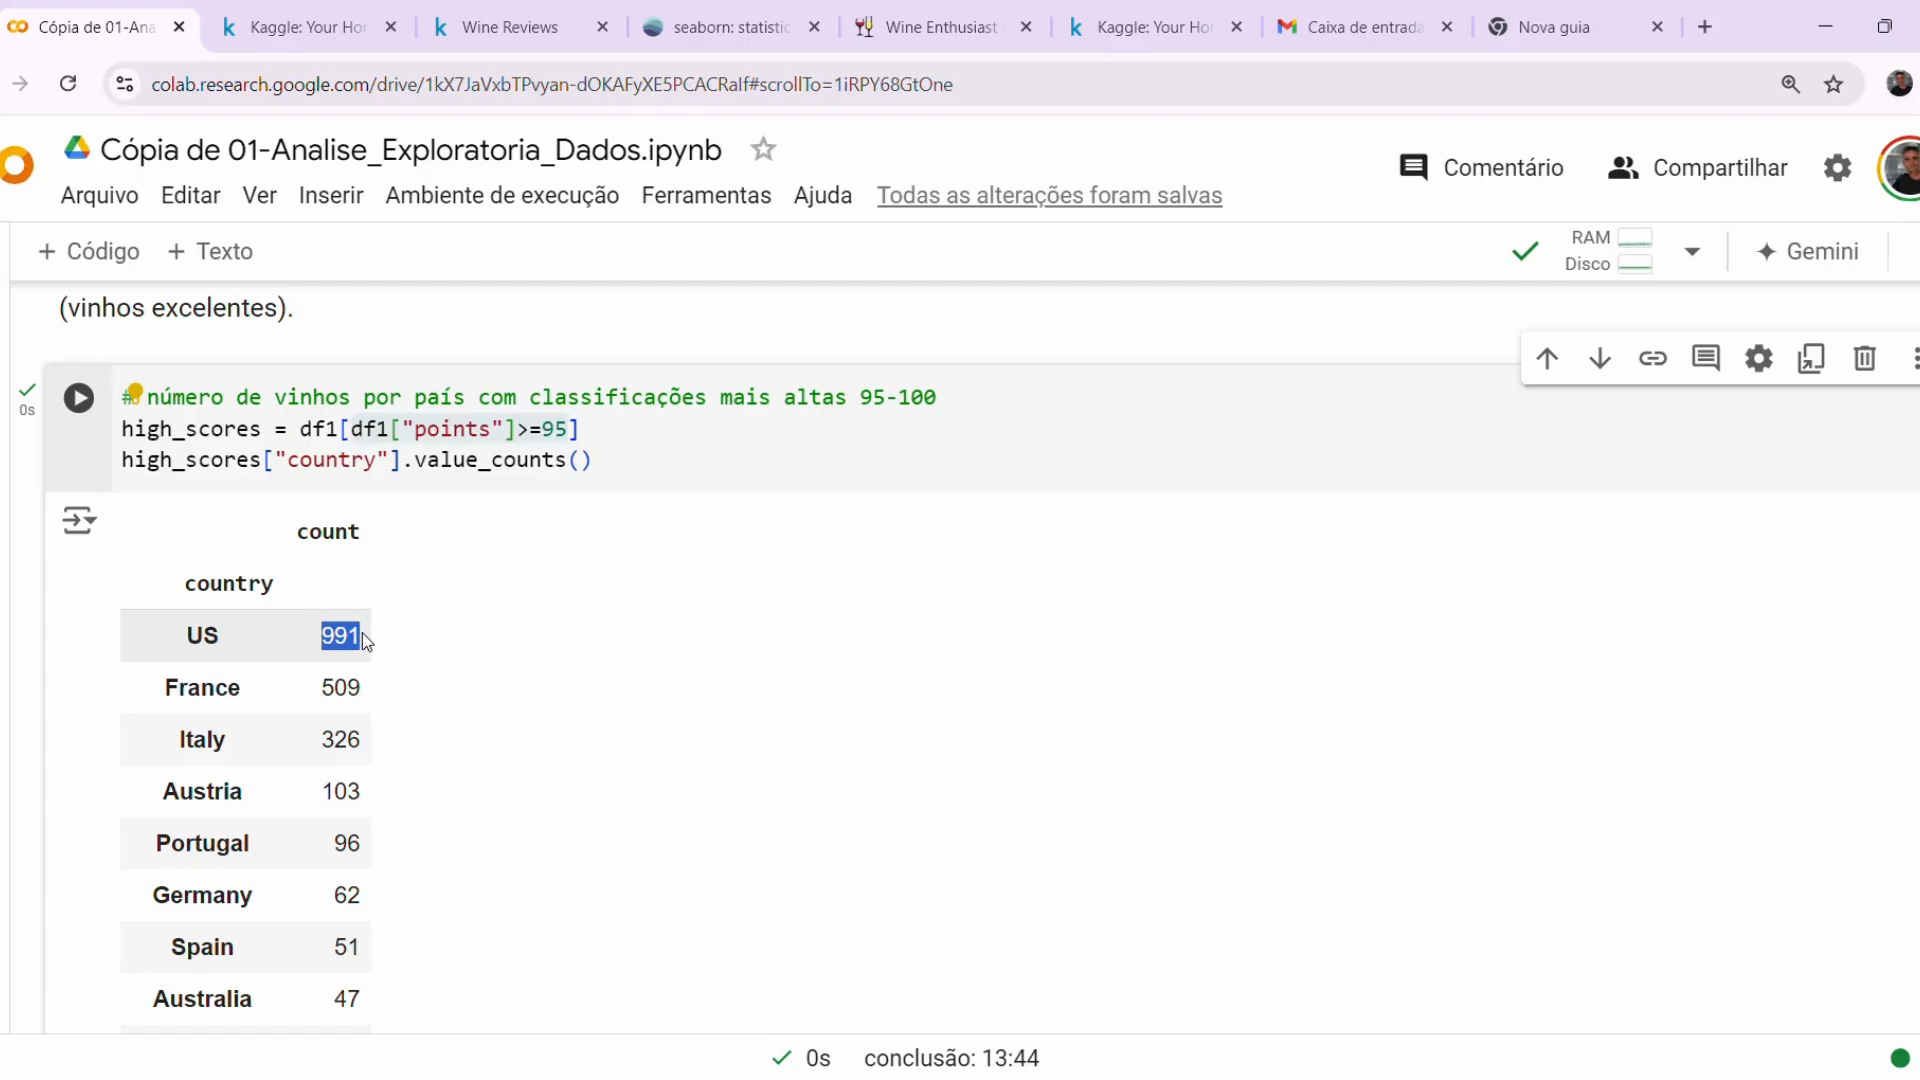 Cópia de 01-Ana
Kaggle: Your Ho
Wine Reviews
seaborn: statistic
Wine Enthusiast
Kaggle: Your Ho
Caixa de entrada
Nova guia
colab.research.google.com/drive/1kX7JaVxbTPvyan-dOKAFyXE5PCACRaIf#scrollTo=1iRPY68GtOne
Cópia de 01-Analise_Exploratoria_Dados.ipynb
Comentário
Compartilhar
Arquivo Editar Ver Inserir Ambiente de execução Ferramentas Ajuda Todas as alterações foram salvas
+ Código + Texto
RAM
Disco
Gemini
(vinhos excelentes).
0s
# número de vinhos por país com classificações mais altas 95-100
high_scores = df1[df1["points"]>=95]
high_scores["country"].value_counts()
count
country
US 991
France 509
Italy 326
Austria 103
Portugal 96
Germany 62
Spain 51
Australia 47
0s conclusão: 13:44